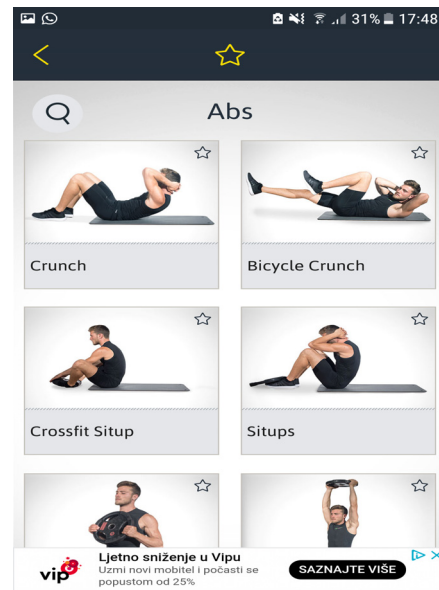 31% 17:48
Abs
Crunch
Bicycle Crunch
Crossfit Situp
Situps
vip
Ljetno sniženje u Vipu
Uzmi novi mobitel i počasti se
popustom od 25%
SAZNAJTE VIŠE